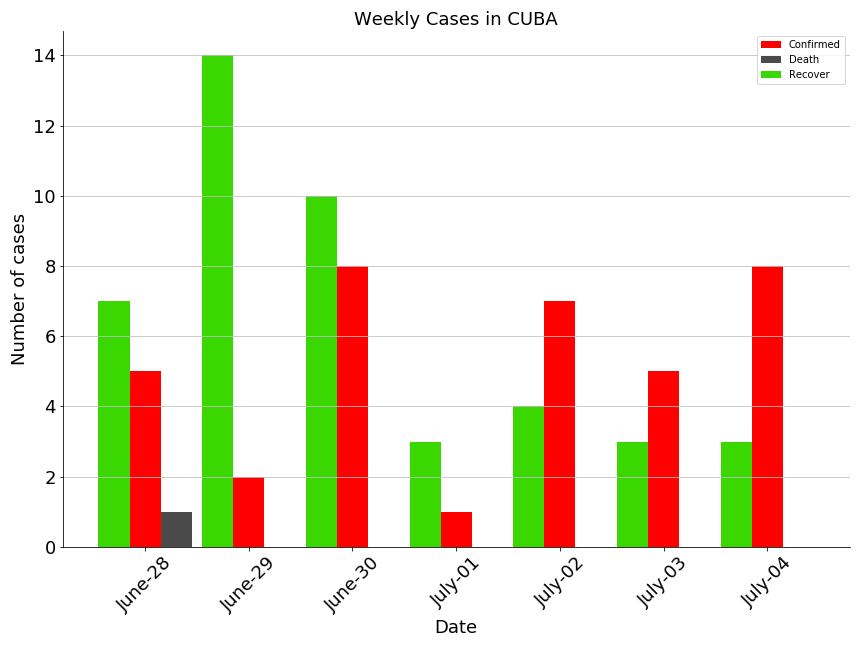 Weekly Cases in CUBA
Confirmed
Death
Recover
Number of cases
14
12
10
8
6
4
2
0
June-28
June-29
June-30
July-01
July-02
July-03
July-04
Date